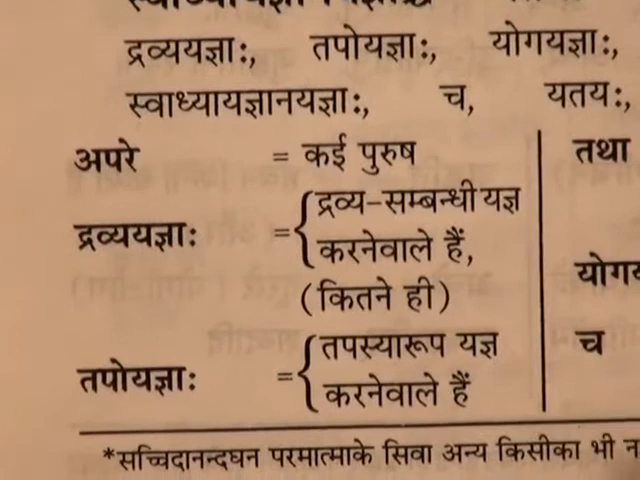 द्रव्ययज्ञाः, तपोयज्ञाः, योगयज्ञाः,
स्वाध्यायज्ञानयज्ञाः, च, यतयः,
अपरे = कई पुरुष
द्रव्ययज्ञाः = द्रव्य-सम्बन्धी यज्ञ
करनेवाले हैं,
(कितने ही)
तपोयज्ञाः = तपस्यारूप यज्ञ
करनेवाले हैं
तथा
च
*सच्चिदानन्दघन परमात्माके सिवा अन्य किसीका भी